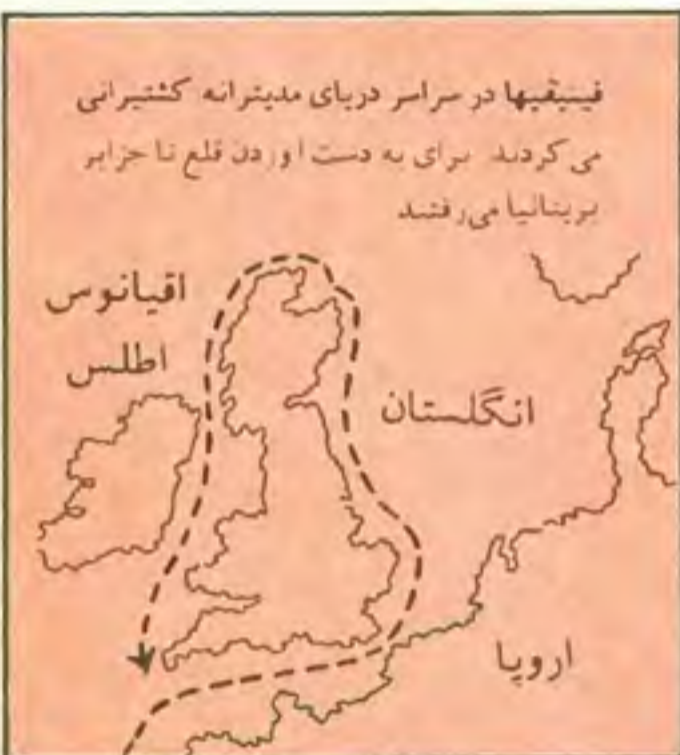 فینیقیها در سراسر دریای مدیترانه کشتیرانی
می‌کردند برای به دست آوردن قلع تا جزایر
بریتانیا می‌رفتند
اقیانوس
اطلس
انگلستان
اروپا